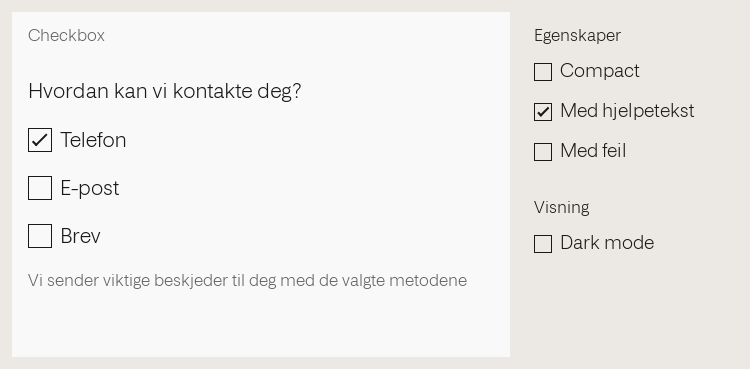 Checkbox
Hvordan kan vi kontakte deg?
Telefon
E-post
Brev
Vi sender viktige beskjeder til deg med de valgte metodene
Egenskaper
Compact
Med hjelpetekst
Med feil
Visning
Dark mode